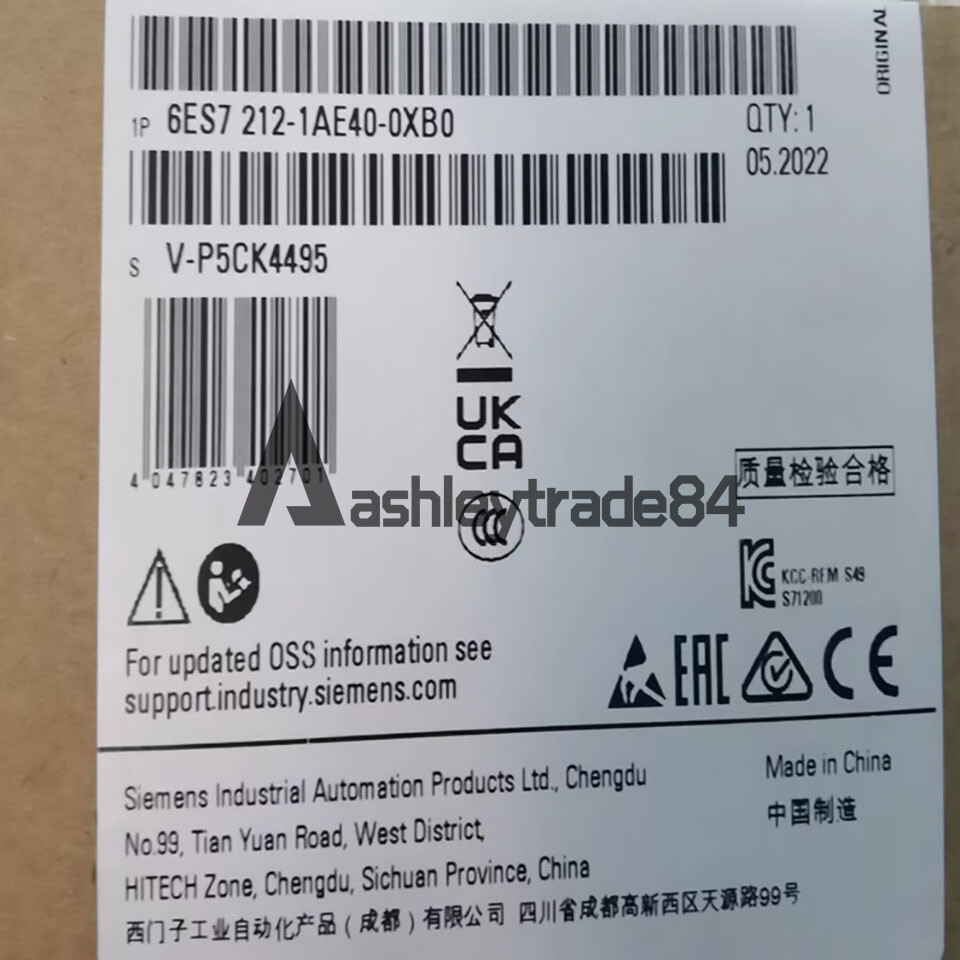 ORIGINAL
1P 6ES7 212-1AE40-0XB0
QTY: 1
05.2022
S V-P5CK4495
UK
CA
4 047823 402701
Aashleytrade84
质量检验合格
KCC-REM S49
S71200
For updated OSS information see
support.industry.siemens.com
EAC
CE
Siemens Industrial Automation Products Ltd., Chengdu
Made in China
No.99, Tian Yuan Road, West District,
中国制造
HITECH Zone, Chengdu, Sichuan Province, China
西门子工业自动化产品（成都）有限公司 四川省成都高新西区天源路99号